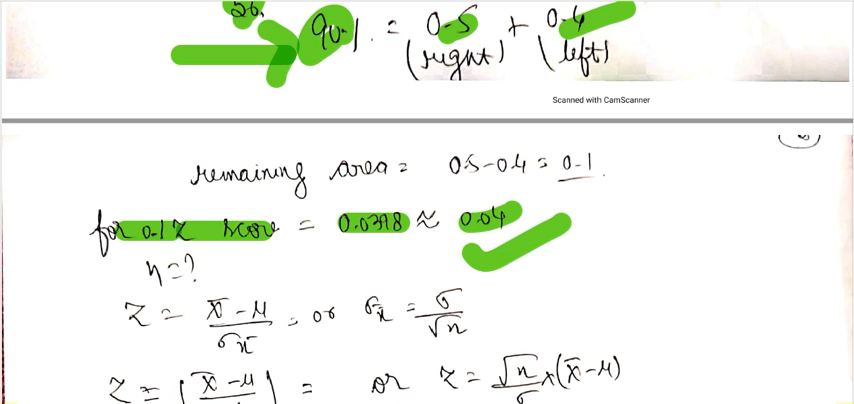 26.
90%. = 0.5 + 0.4
(right) (left)
Scanned with CamScanner
remaining area = 0.5-0.4 = 0.1.
for 0.1 Z score = 0.0398 ≈ 0.04
n=?
Z = x̄ - μ / σx̄ = or σx̄ = σ / √n
Z = | x̄ - μ / | = or Z = √n / σ × (x̄ - μ)